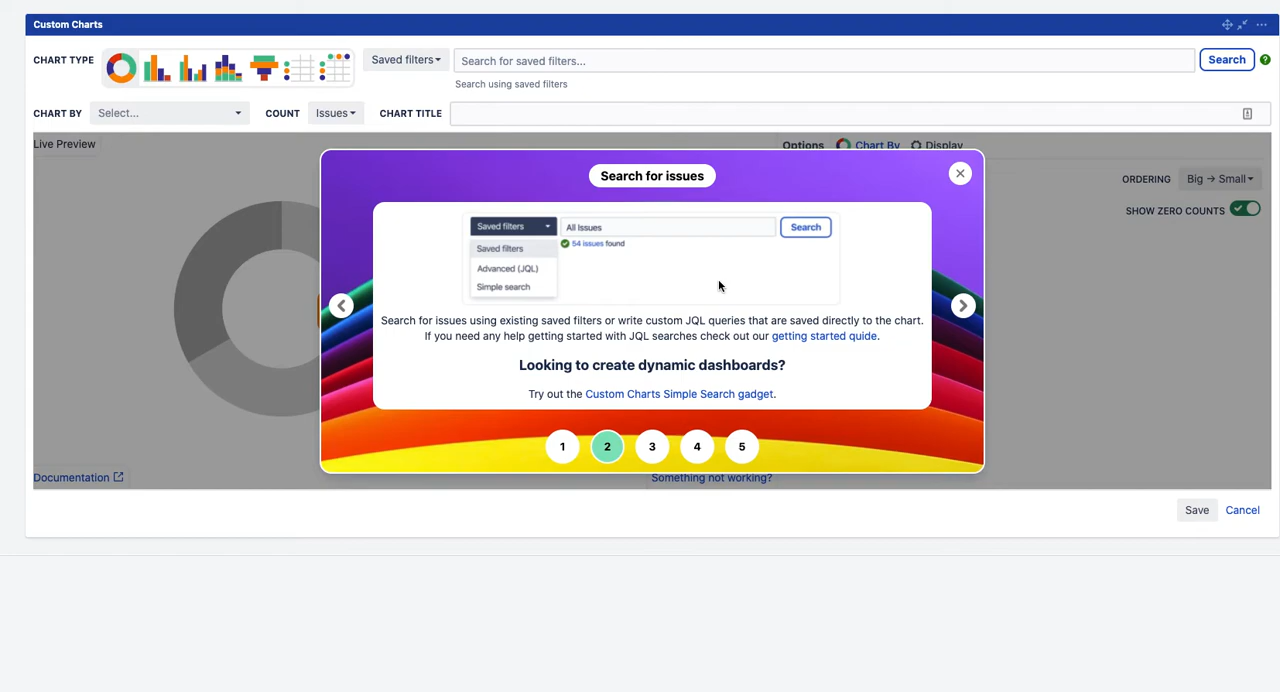 Custom Charts
CHART TYPE
Saved filters
Search for saved filters...
Search
Search using saved filters
CHART BY
Select...
COUNT
Issues
CHART TITLE
Live Preview
Options
Chart By
Display
Search for issues
ORDERING
Big → Small
SHOW ZERO COUNTS
Saved filters
All Issues
Search
54 issues found
Saved filters
Advanced (JQL)
Simple search
Search for issues using existing saved filters or write custom JQL queries that are saved directly to the chart.
If you need any help getting started with JQL searches check out our getting started guide.
Looking to create dynamic dashboards?
Try out the Custom Charts Simple Search gadget.
1 2 3 4 5
Documentation
Something not working?
Save
Cancel